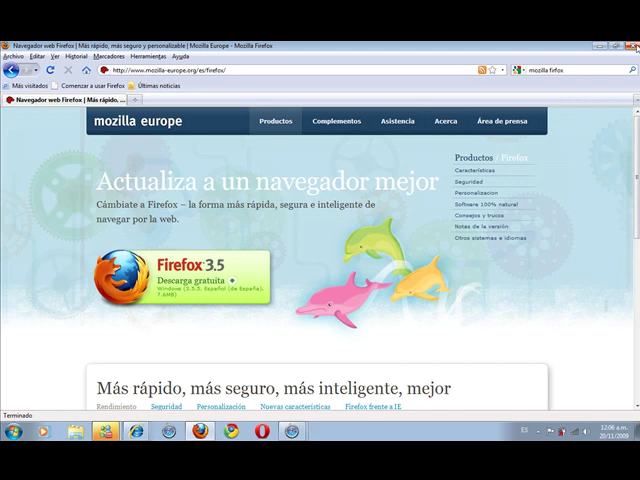 Navegador web Firefox | Más rápido, más seguro y personalizable | Mozilla Europe - Mozilla Firefox
Archivo Editar Ver Historial Marcadores Herramientas Ayuda
http://www.mozilla-europe.org/es/firefox/
mozilla firfox
Más visitados Comenzar a usar Firefox Últimas noticias
Navegador web Firefox | Más rápido, ...
mozilla europe
Productos Complementos Asistencia Acerca Área de prensa
Productos / Firefox
Características
Seguridad
Personalizacion
Software 100% natural
Consejos y trucos
Notas de la versión
Otros sistemas e idiomas
Actualiza a un navegador mejor
Cámbiate a Firefox – la forma más rápida, segura e inteligente de
navegar por la web.
Firefox 3.5
Descarga gratuita
Windows (3.5.5, Español (de España),
7.6MB)
Más rápido, más seguro, más inteligente, mejor
Rendimiento Seguridad Personalización Nuevas características Firefox frente a IE
Terminado
ES
12:06 a.m.
20/11/2009